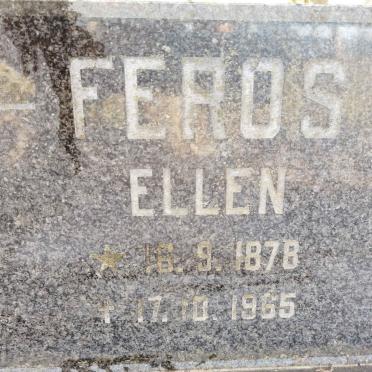 FEROS
ELLEN
★ 16.9.1878
† 17.10.1965